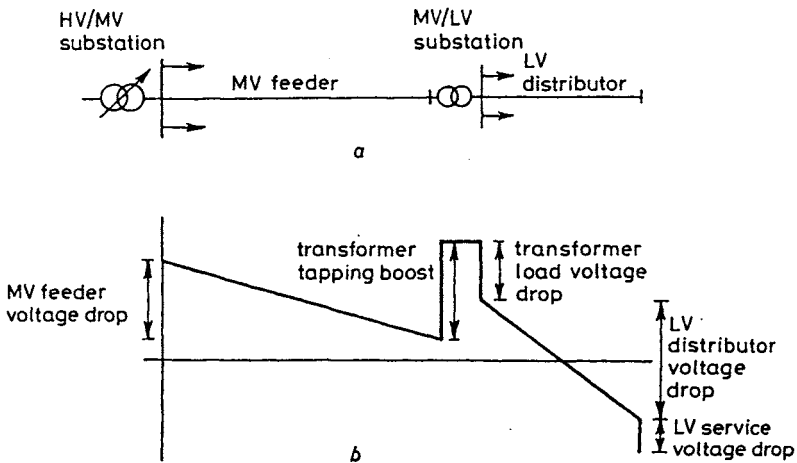 HV/MV
substation
MV feeder
MV/LV
substation
LV
distributor
a
MV feeder
voltage drop
transformer
tapping boost
transformer
load voltage
drop
LV
distributor
voltage
drop
LV service
voltage drop
b